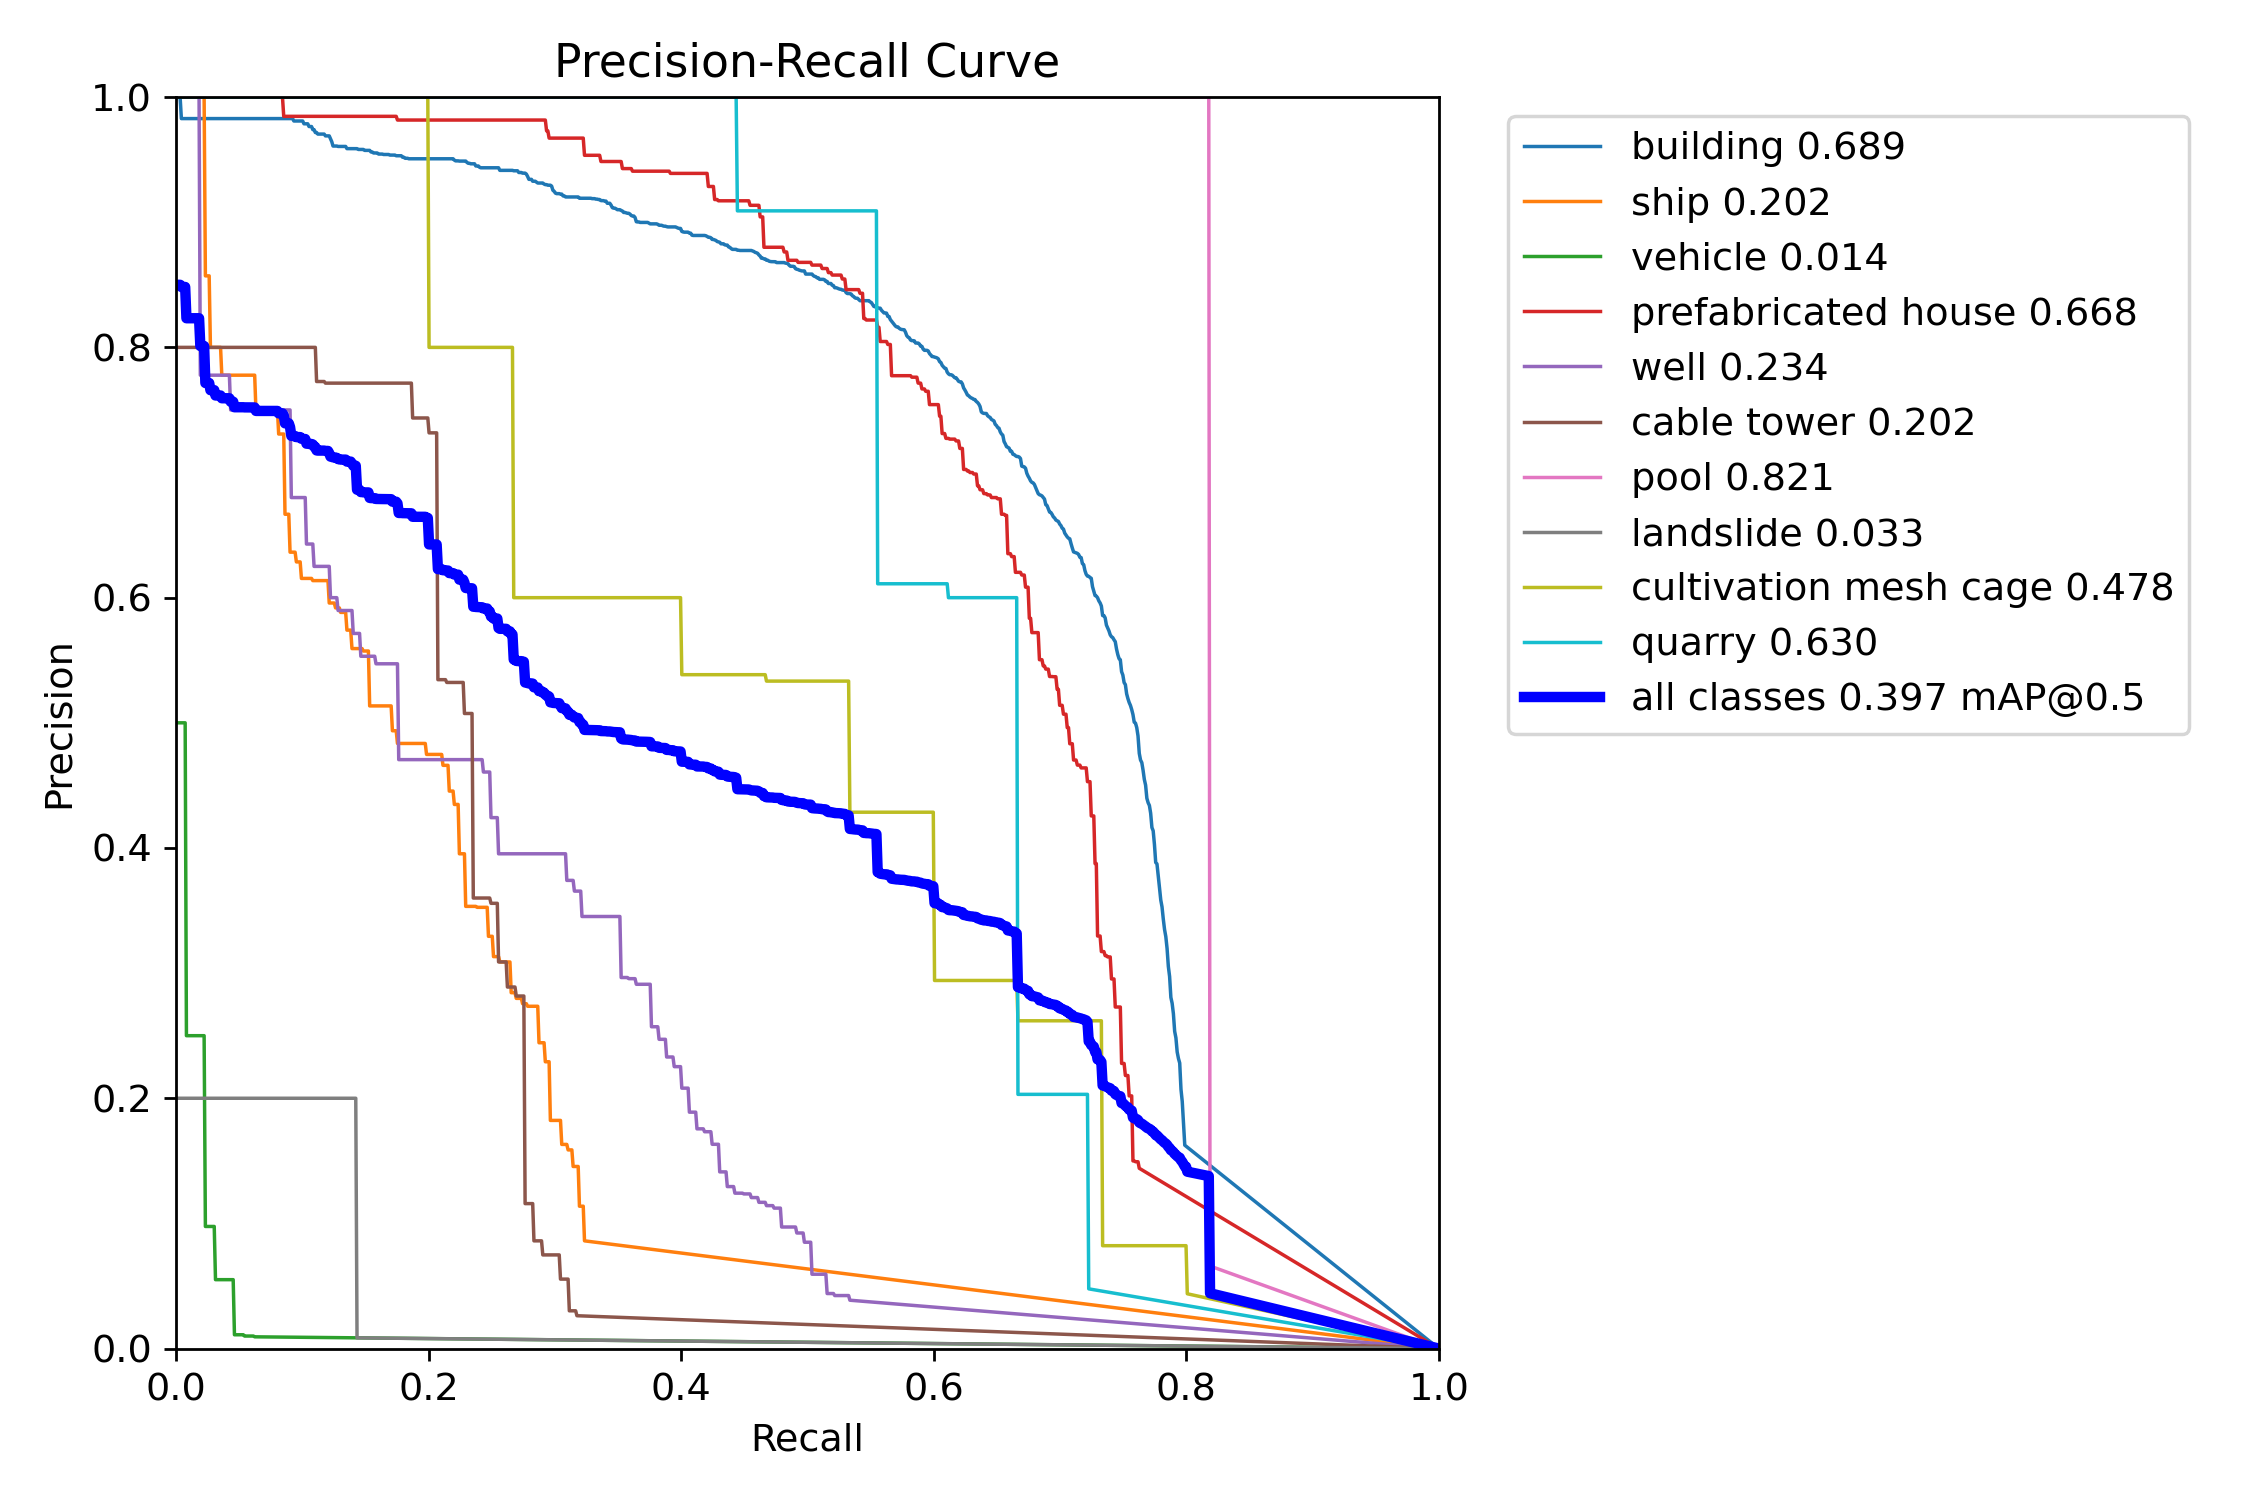 Precision-Recall Curve
1.0
0.8
0.6
0.4
0.2
0.0
Precision
0.0 0.2 0.4 0.6 0.8 1.0
Recall
building 0.689
ship 0.202
vehicle 0.014
prefabricated house 0.668
well 0.234
cable tower 0.202
pool 0.821
landslide 0.033
cultivation mesh cage 0.478
quarry 0.630
all classes 0.397 mAP@0.5